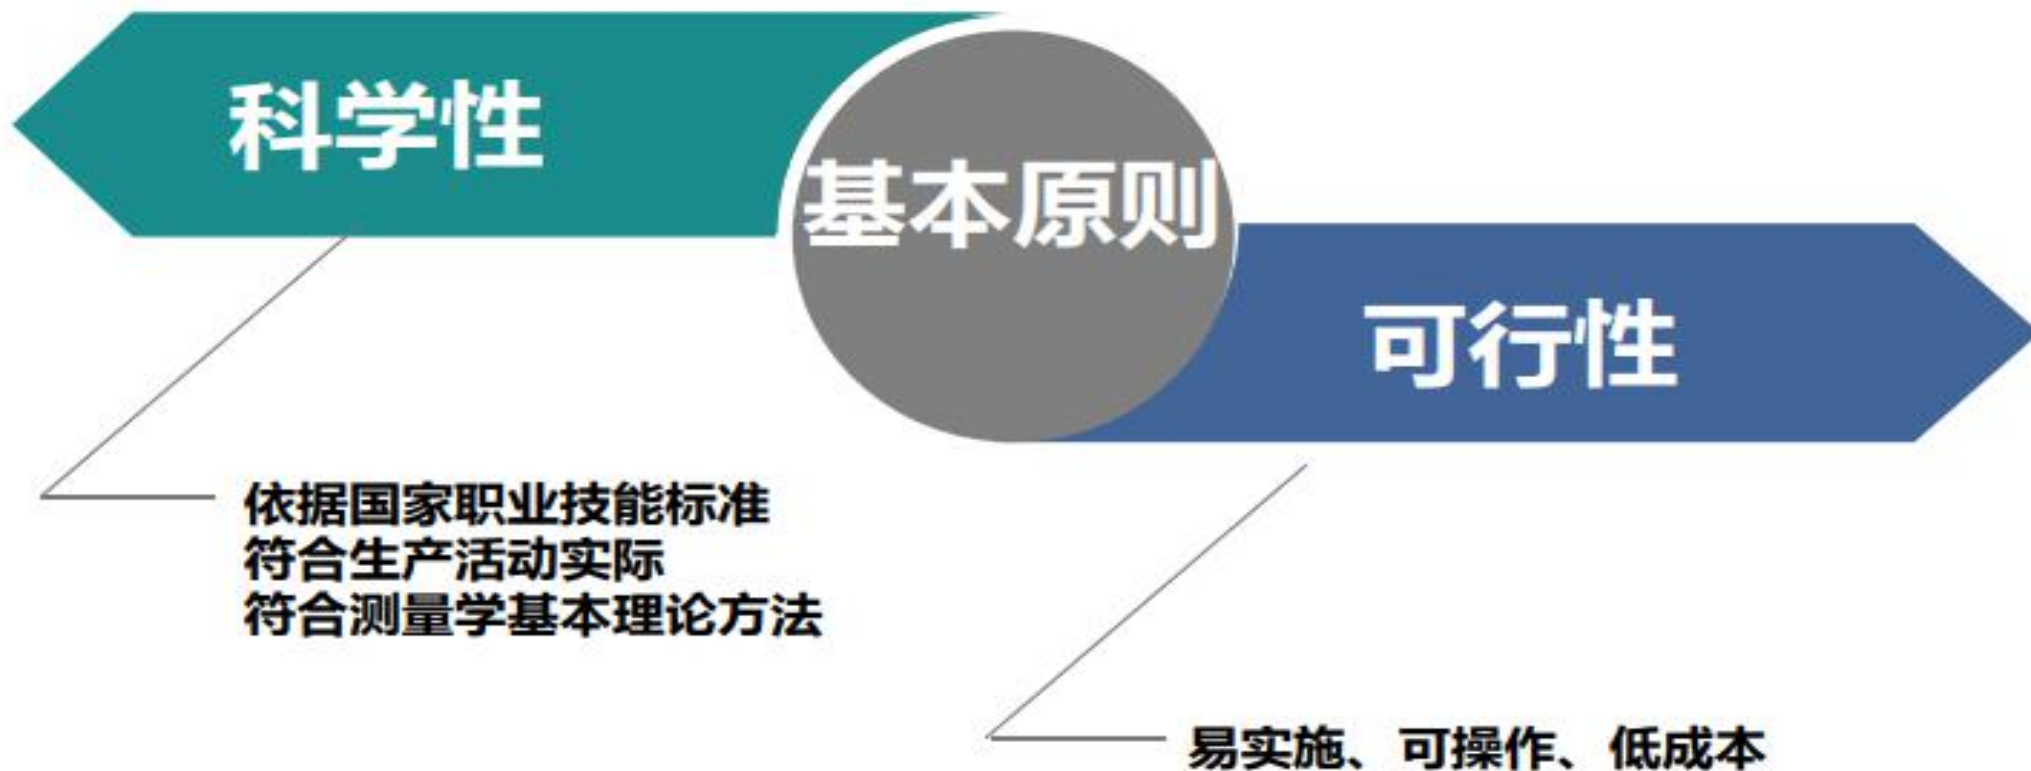 科学性
基本原则
可行性
依据国家职业技能标准
符合生产活动实际
符合测量学基本理论方法
易实施、可操作、低成本